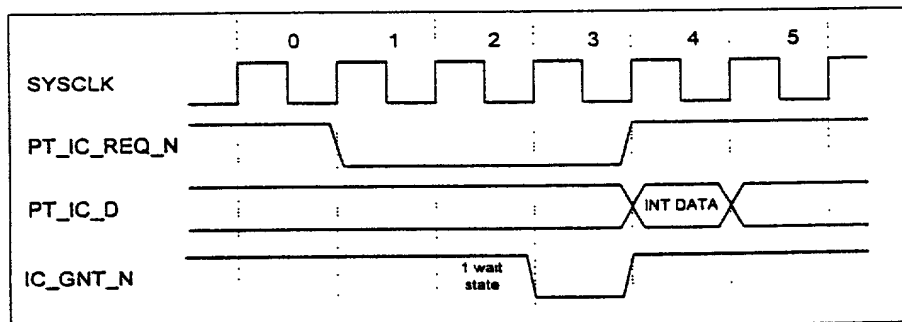 0 1 2 3 4 5
SYSCLK
PT_IC_REQ_N
PT_IC_D
INT DATA
IC_GNT_N
1 wait
state